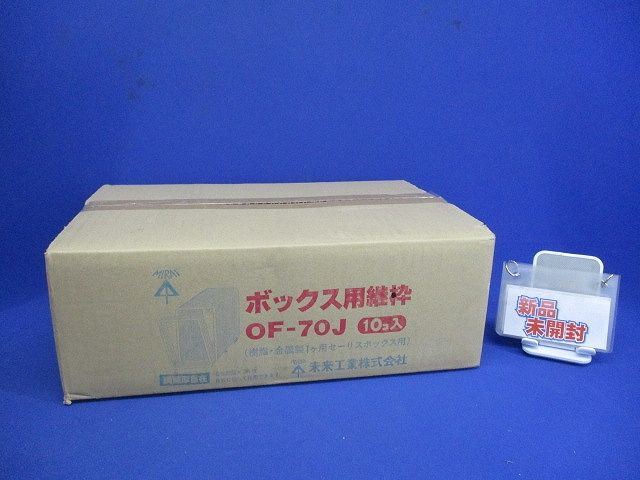 MIRAI
ボックス用継枠
OF-70J 10コ入
(樹脂・金属製1ヶ用セーリスボックス用)
未来工業株式会社
新品
未開封